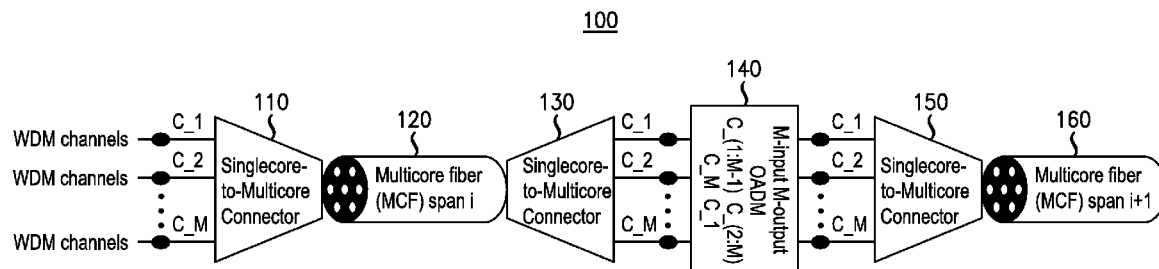 100
110
120
130
140
150
160
WDM channels
WDM channels
WDM channels
C_1
C_2
C_M
Singlecore-
to-Multicore
Connector
Multicore fiber
(MCF) span i
Singlecore-
to-Multicore
Connector
C_1
C_2
C_M
M-input M-output
OADM
C_(1:M-1) C_(2:M)
C_M C_1
C_1
C_2
C_M
Singlecore-
to-Multicore
Connector
Multicore fiber
(MCF) span i+1